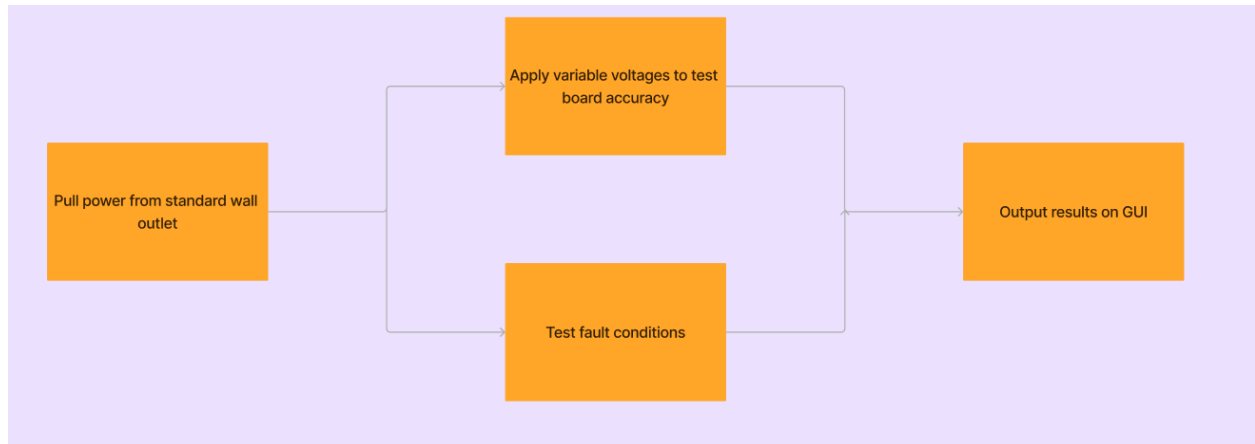 Apply variable voltages to test
board accuracy
Pull power from standard wall
outlet
Output results on GUI
Test fault conditions